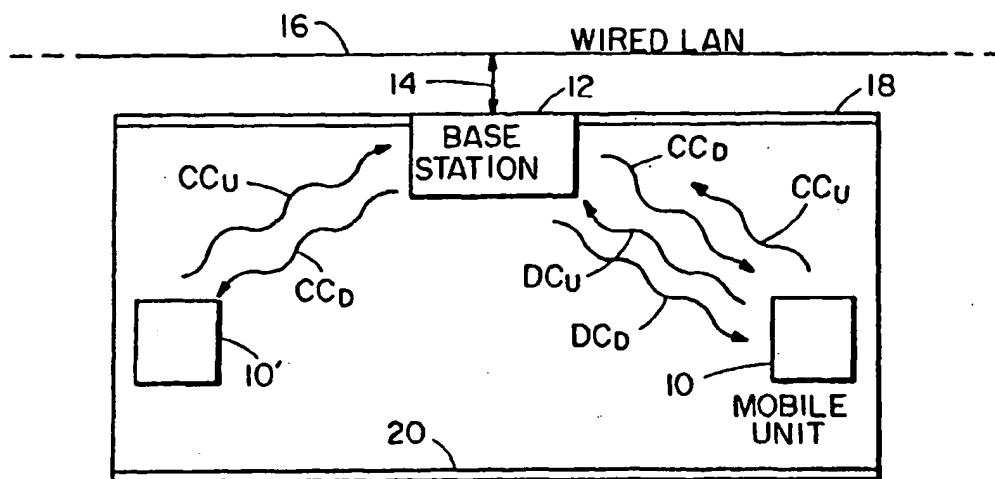 16
WIRED LAN
14
12
18
BASE
STATION
CCU
CCD
CCD
CCU
DCU
DCD
10'
10
MOBILE
UNIT
20